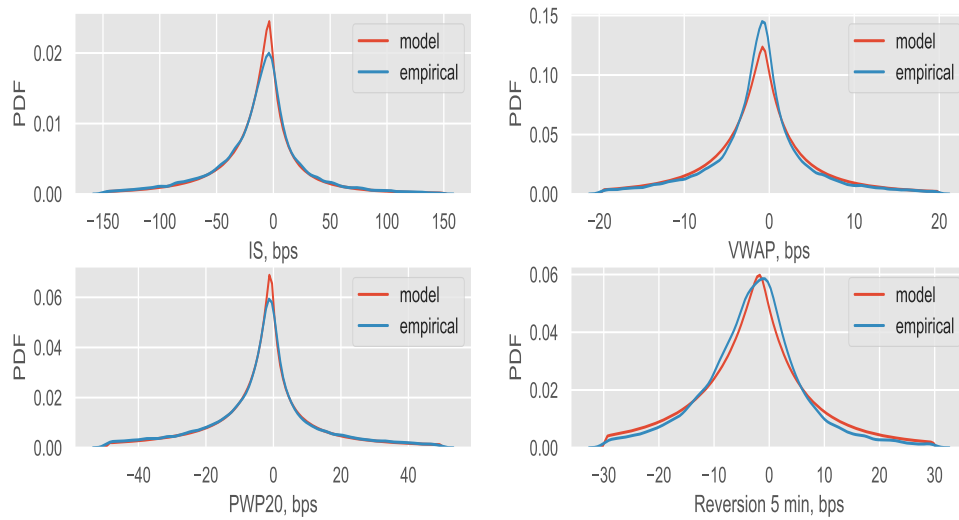 PDF
0.02
0.01
0.00
model
empirical
−150 −100 −50 0 50 100 150
IS, bps
PDF
0.15
0.10
0.05
0.00
model
empirical
−20 −10 0 10 20
VWAP, bps
PDF
0.06
0.04
0.02
0.00
model
empirical
−40 −20 0 20 40
PWP20, bps
PDF
0.06
0.04
0.02
0.00
model
empirical
−30 −20 −10 0 10 20 30
Reversion 5 min, bps